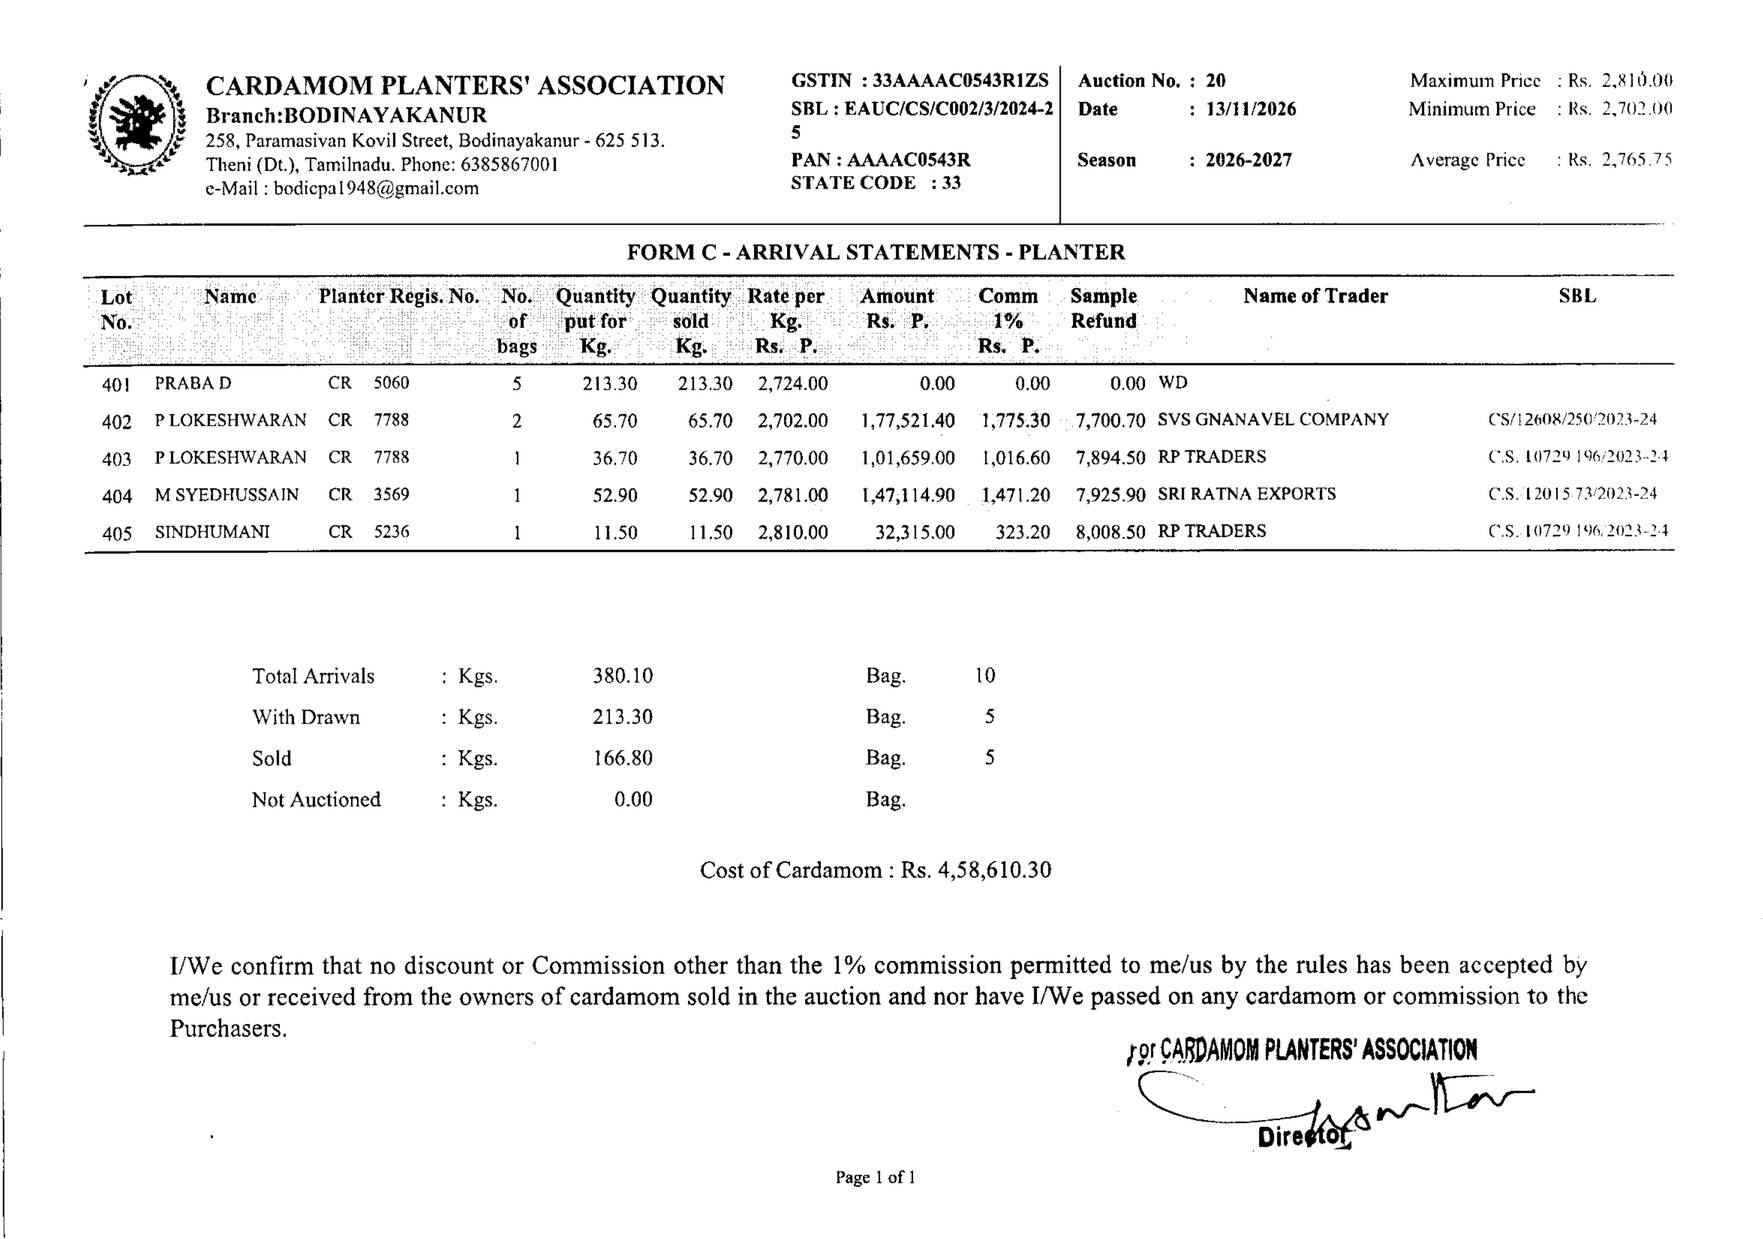 CARDAMOM PLANTERS' ASSOCIATION
Branch:BODINAYAKANUR
258, Paramasivan Kovil Street, Bodinayakanur - 625 513.
Theni (Dt.), Tamilnadu. Phone: 6385867001
e-Mail : bodicpa1948@gmail.com
GSTIN : 33AAAAC0543R1ZS
SBL : EAUC/CS/C002/3/2024-2
5
PAN : AAAAC0543R
STATE CODE : 33
Auction No. : 20
Date : 13/11/2026
Season : 2026-2027
Maximum Price : Rs. 2,810.00
Minimum Price : Rs. 2,702.00
Average Price : Rs. 2,765.75
FORM C - ARRIVAL STATEMENTS - PLANTER
Lot Name Planter Regis. No. No. Quantity Quantity Rate per Amount Comm Sample Name of Trader SBL
No. of put for sold Kg. Rs. P. 1% Refund
bags Kg. Kg. Rs. P. Rs. P.
401 PRABA D CR 5060 5 213.30 213.30 2,724.00 0.00 0.00 0.00 WD
402 P LOKESHWARAN CR 7788 2 65.70 65.70 2,702.00 1,77,521.40 1,775.30 7,700.70 SVS GNANAVEL COMPANY CS/12608/250/2023-24
403 P LOKESHWARAN CR 7788 1 36.70 36.70 2,770.00 1,01,659.00 1,016.60 7,894.50 RP TRADERS C.S. 10729 196/2023-24
404 M SYEDHUSSAIN CR 3569 1 52.90 52.90 2,781.00 1,47,114.90 1,471.20 7,925.90 SRI RATNA EXPORTS C.S. 12015 73/2023-24
405 SINDHUMANI CR 5236 1 11.50 11.50 2,810.00 32,315.00 323.20 8,008.50 RP TRADERS C.S. 10729 196/2023-24
Total Arrivals : Kgs. 380.10 Bag. 10
With Drawn : Kgs. 213.30 Bag. 5
Sold : Kgs. 166.80 Bag. 5
Not Auctioned : Kgs. 0.00 Bag.
Cost of Cardamom : Rs. 4,58,610.30
I/We confirm that no discount or Commission other than the 1% commission permitted to me/us by the rules has been accepted by
me/us or received from the owners of cardamom sold in the auction and nor have I/We passed on any cardamom or commission to the
Purchasers.
For CARDAMOM PLANTERS' ASSOCIATION
Director
Page 1 of 1